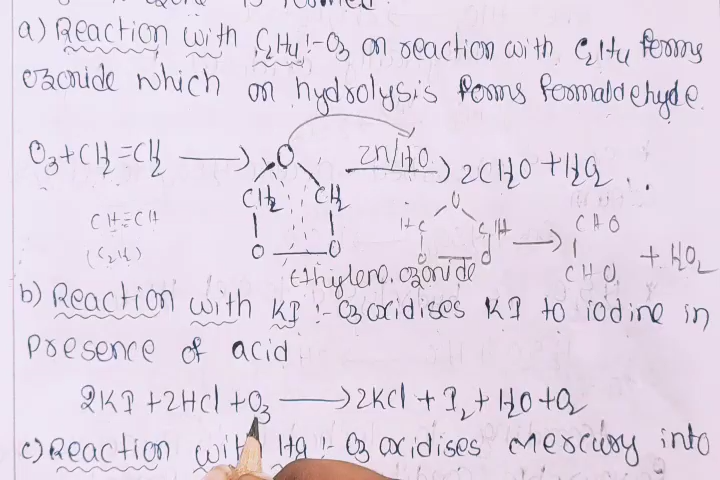 a) Reaction with C2H4 :- O3 on reaction with C2H4 forms
ozonide which on hydrolysis forms formaldehyde.
O3 + CH2 = CH2 → O CH2 CH2 O O Zn/H2O → 2CH2O + H2O2
CH≡CH
(C2H2)
O HC CH O O → CHO CHO + H2O2
Ethylene ozonide
b) Reaction with KI :- O3 oxidises KI to iodine in
presence of acid
2KI + 2HCl + O3 → 2KCl + I2 + H2O + O2
c) Reaction with Hg :- O3 oxidises mercury into